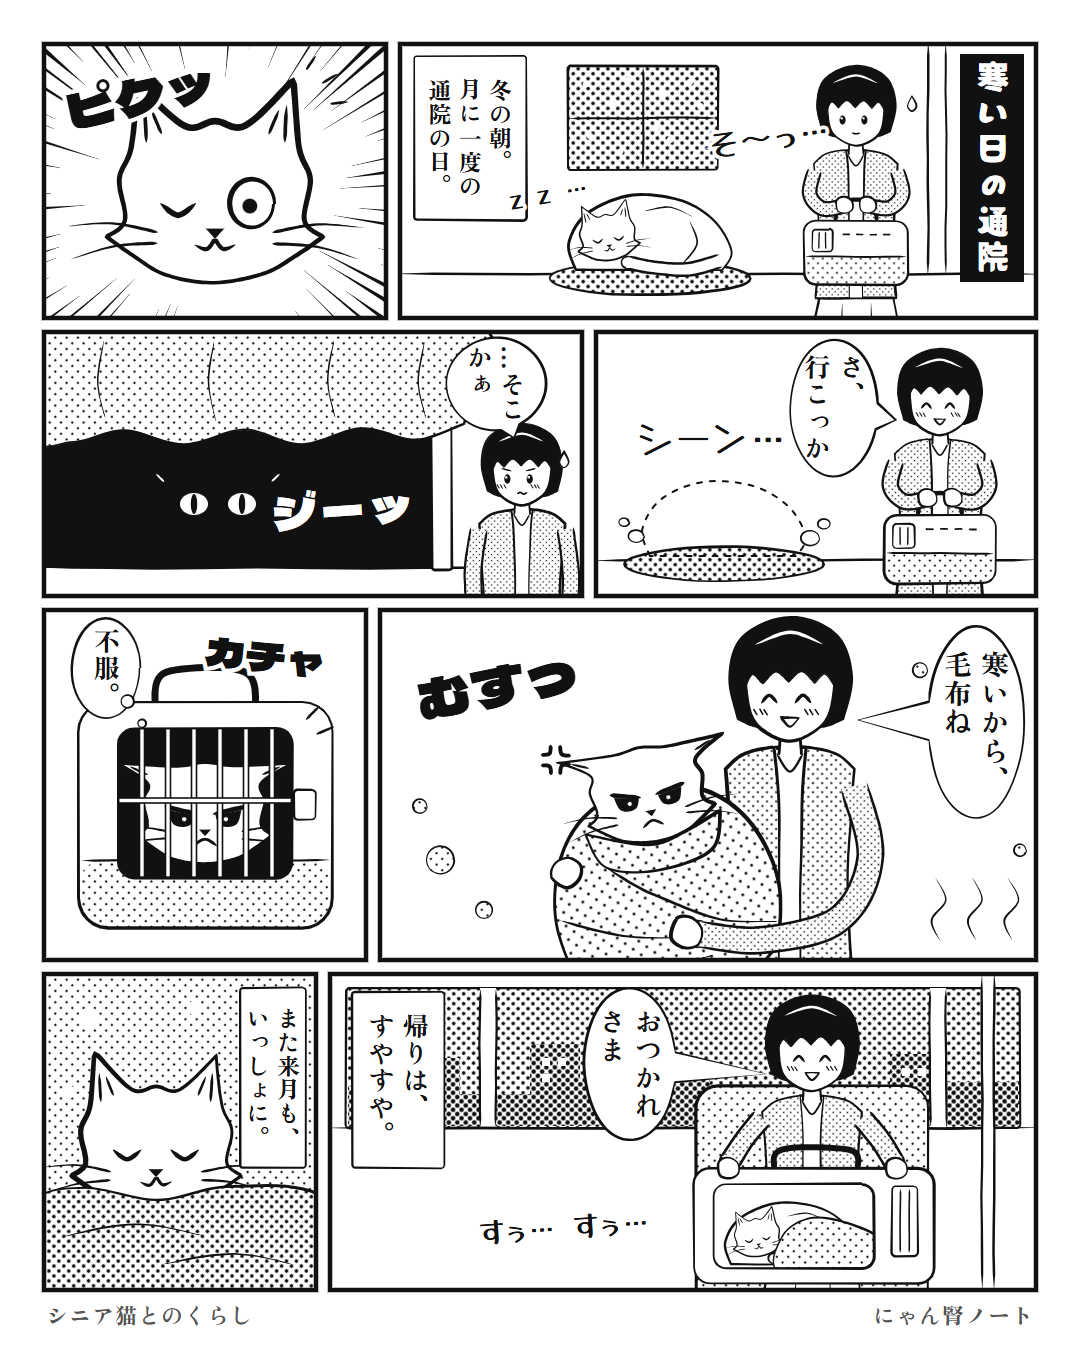 寒い日の通院
冬の朝。
月に一度の
通院の日。
そ〜っ…
z z …
ピクッ
さ、
行こっか
シーン…
…そこ
かぁ
ジーッ
寒いから、
毛布ね
むすっ
カチャ
不服。
おつかれ
さま
帰りは、
すやすや。
すぅ… すぅ…
また来月も、
いっしょに。
シニア猫とのくらし
にゃん腎ノート